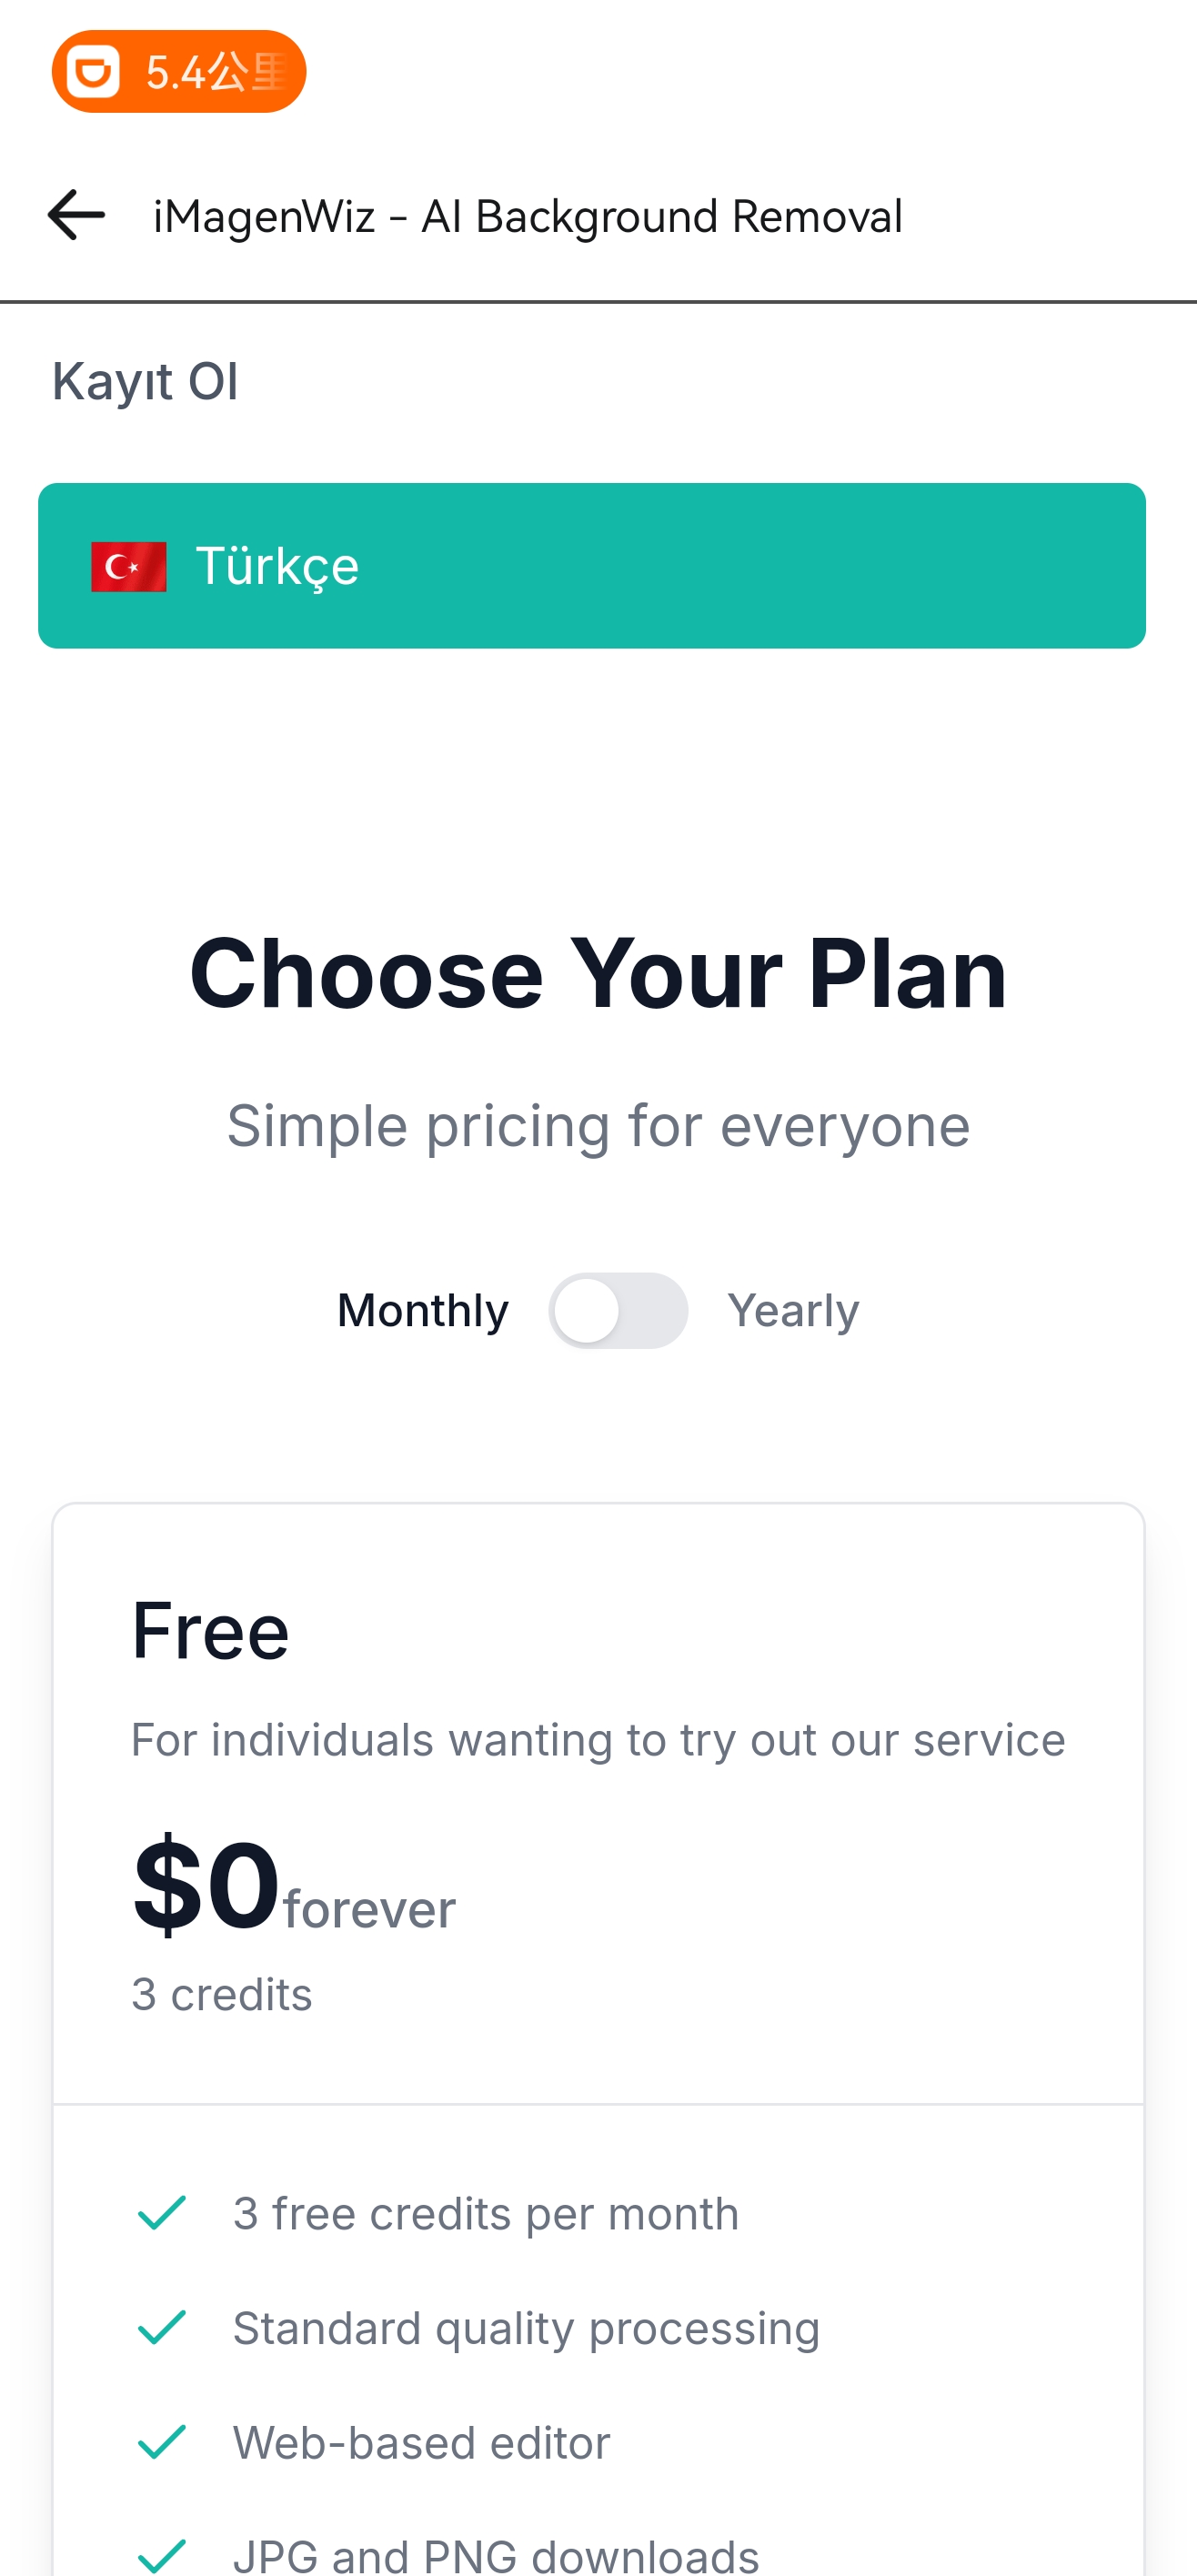 5.4公里
iMagenWiz - AI Background Removal
Kayıt Ol
Türkçe
Choose Your Plan
Simple pricing for everyone
Monthly
Yearly
Free
For individuals wanting to try out our service
$0forever
3 credits
3 free credits per month
Standard quality processing
Web-based editor
JPG and PNG downloads